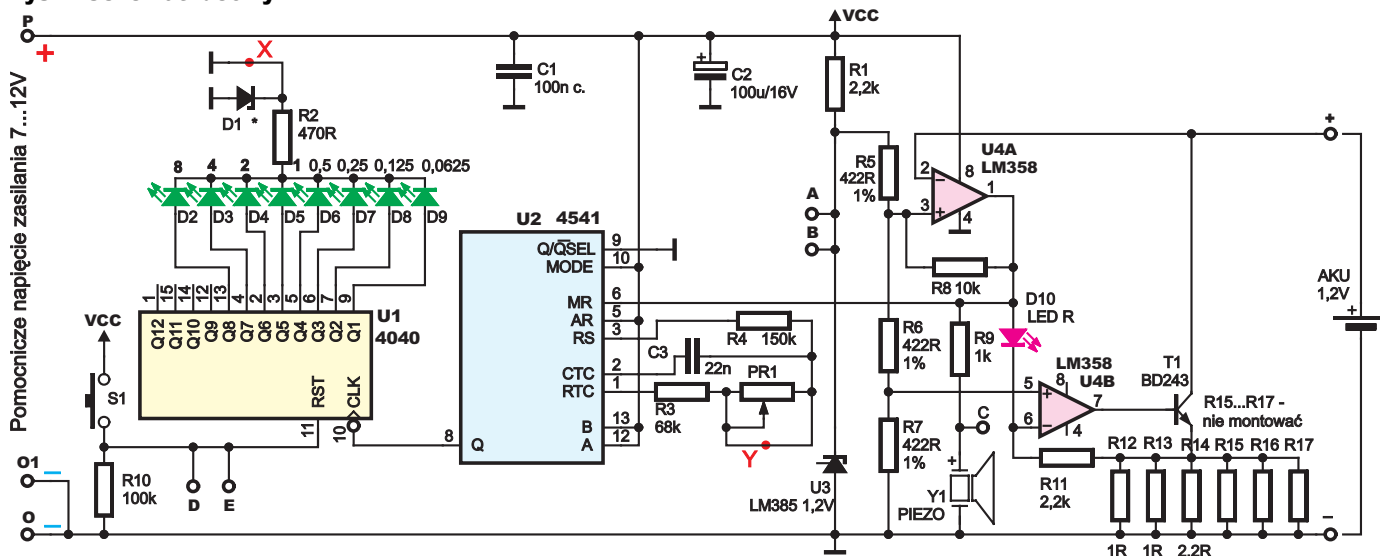 P
+
Pomocnicze napięcie zasilania 7...12V
X
D1 *
R2
470R
8 4 2 1 0,5 0,25 0,125 0,0625
D2 D3 D4 D5 D6 D7 D8 D9
1 15 14 12 13 4 2 3 5 6 7 9
Q12 Q11 Q10 Q9 Q8 Q7 Q6 Q5 Q4 Q3 Q2 Q1
U1
4040
RST
CLK
11
10
VCC
S1
R10
100k
D
E
O1
–
O
–
C1
100n c.
+
C2
100u/16V
U2 4541
Q/QSEL
9
MODE
10
MR
6
AR
5
RS
3
CTC
2
RTC
1
B
13
A
12
8
Q
R4 150k
C3
22n
R3
68k
PR1
Y
VCC
R1
2,2k
A
B
R5
422R
1%
U4A
LM358
2
–
3
+
8
1
4
R8 10k
R6
422R
1%
R9
1k
D10
LED R
R7
422R
1%
C
+
Y1
PIEZO
U3
LM385 1,2V
LM358
U4B
8
5
+
6
–
7
4
R11
2,2k
T1
BD243
R15...R17 -
nie montować
R12 R13 R14 R15 R16 R17
1R 1R 2,2R
+
AKU
1,2V
+
–